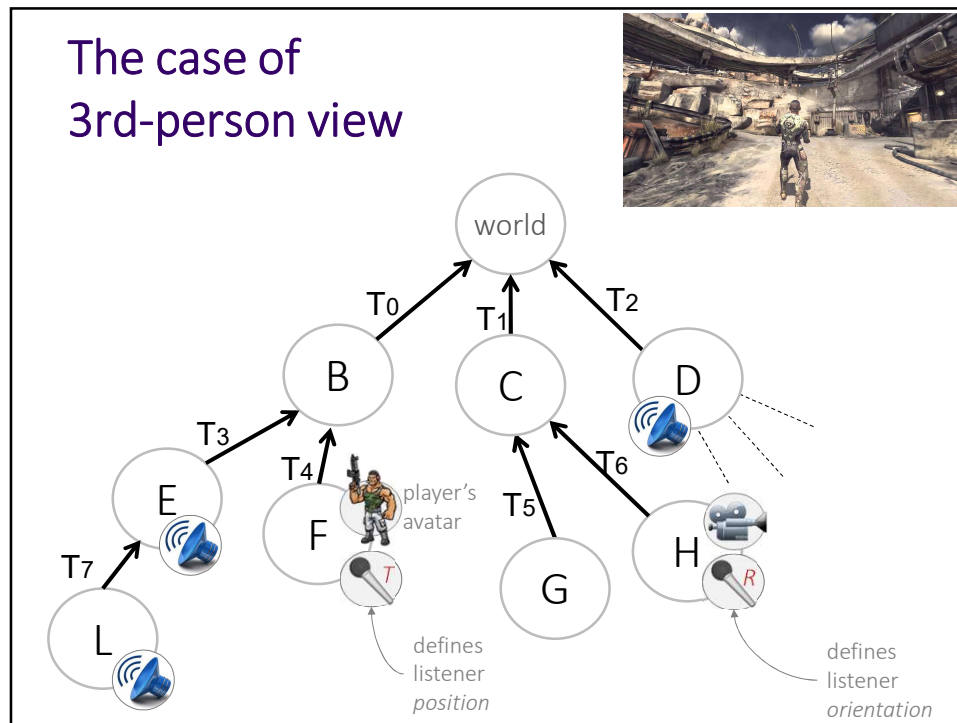 The case of
3rd-person view
world
T0
T1
T2
B
C
D
T3
T4
T5
T6
E
F
player's
avatar
G
H
T7
T
R
L
defines
listener
position
defines
listener
orientation